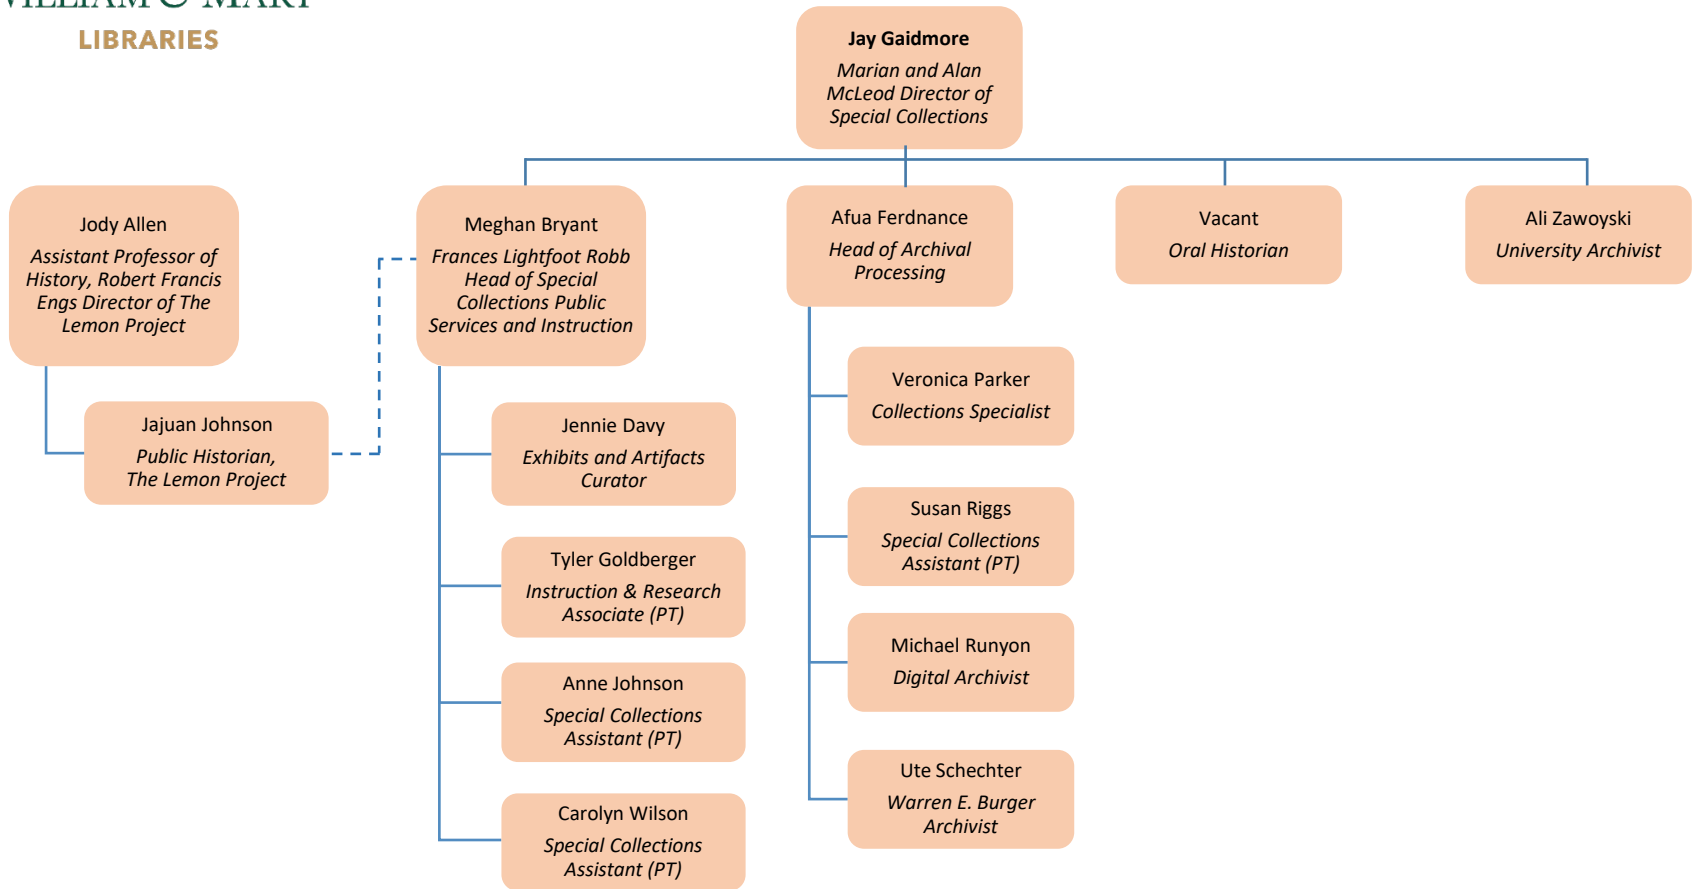 WILLIAM & MARY
LIBRARIES
Jay Gaidmore
Marian and Alan
McLeod Director of
Special Collections
Jody Allen
Assistant Professor of
History, Robert Francis
Engs Director of The
Lemon Project
Meghan Bryant
Frances Lightfoot Robb
Head of Special
Collections Public
Services and Instruction
Afua Ferdnance
Head of Archival
Processing
Vacant
Oral Historian
Ali Zawoyski
University Archivist
Jajuan Johnson
Public Historian,
The Lemon Project
Jennie Davy
Exhibits and Artifacts
Curator
Tyler Goldberger
Instruction & Research
Associate (PT)
Anne Johnson
Special Collections
Assistant (PT)
Carolyn Wilson
Special Collections
Assistant (PT)
Veronica Parker
Collections Specialist
Susan Riggs
Special Collections
Assistant (PT)
Michael Runyon
Digital Archivist
Ute Schechter
Warren E. Burger
Archivist